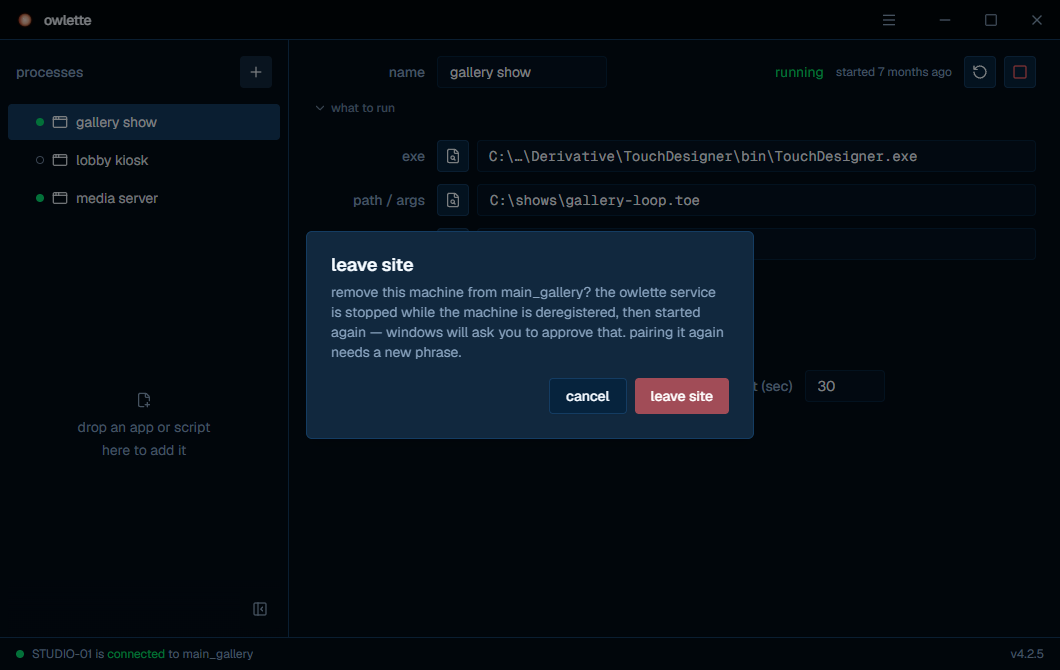 owlette
processes
name
gallery show
running
started 7 months ago
what to run
gallery show
lobby kiosk
media server
exe
C:\…\Derivative\TouchDesigner\bin\TouchDesigner.exe
path / args
C:\shows\gallery-loop.toe
leave site
remove this machine from main_gallery? the owlette service
is stopped while the machine is deregistered, then started
again — windows will ask you to approve that. pairing it again
needs a new phrase.
cancel
leave site
(sec)
30
drop an app or script
here to add it
STUDIO-01 is connected to main_gallery
v4.2.5